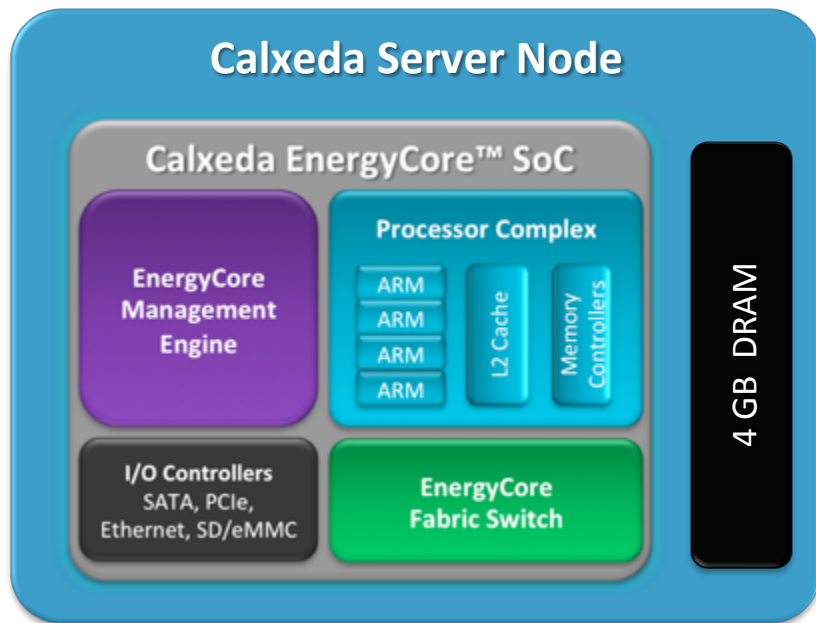 Calxeda Server Node
Calxeda EnergyCore™ SoC
EnergyCore
Management
Engine
Processor Complex
ARM
ARM
ARM
ARM
L2 Cache
Memory
Controllers
I/O Controllers
SATA, PCIe,
Ethernet, SD/eMMC
EnergyCore
Fabric Switch
4 GB DRAM